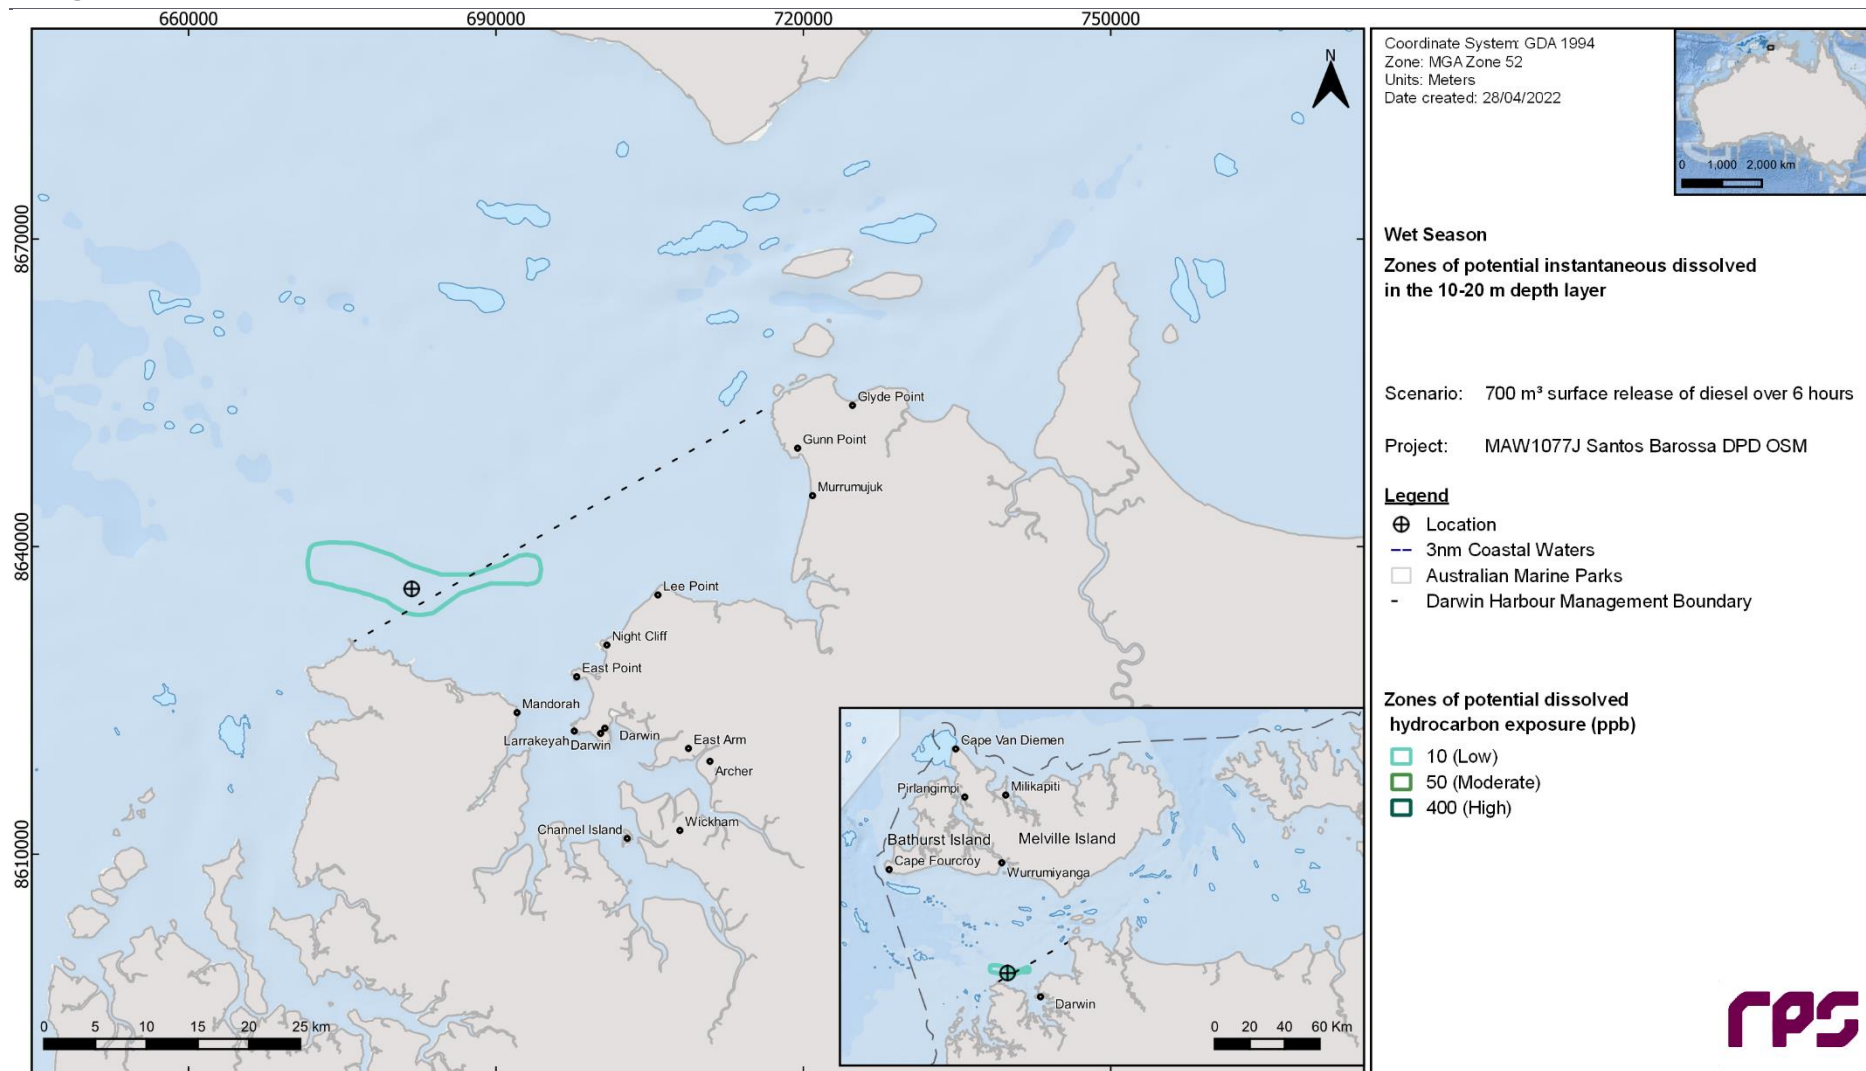 660000
690000
720000
750000
8670000
8640000
8610000
N
Glyde Point
Gunn Point
Murrumujuk
Lee Point
Night Cliff
East Point
Mandorah
Larrakeyah
Darwin
Darwin
East Arm
Archer
Wickham
Channel Island
0 5 10 15 20 25 km
Cape Van Diemen
Pirlangimpi
Milikapiti
Bathurst Island
Melville Island
Cape Fourcroy
Wurrumiyanga
Darwin
0 20 40 60 Km
Coordinate System: GDA 1994
Zone: MGA Zone 52
Units: Meters
Date created: 28/04/2022
0 1,000 2,000 km
Wet Season
Zones of potential instantaneous dissolved
in the 10-20 m depth layer
Scenario: 700 m³ surface release of diesel over 6 hours
Project: MAW1077J Santos Barossa DPD OSM
Legend
Location
3nm Coastal Waters
Australian Marine Parks
Darwin Harbour Management Boundary
Zones of potential dissolved
hydrocarbon exposure (ppb)
10 (Low)
50 (Moderate)
400 (High)
rps